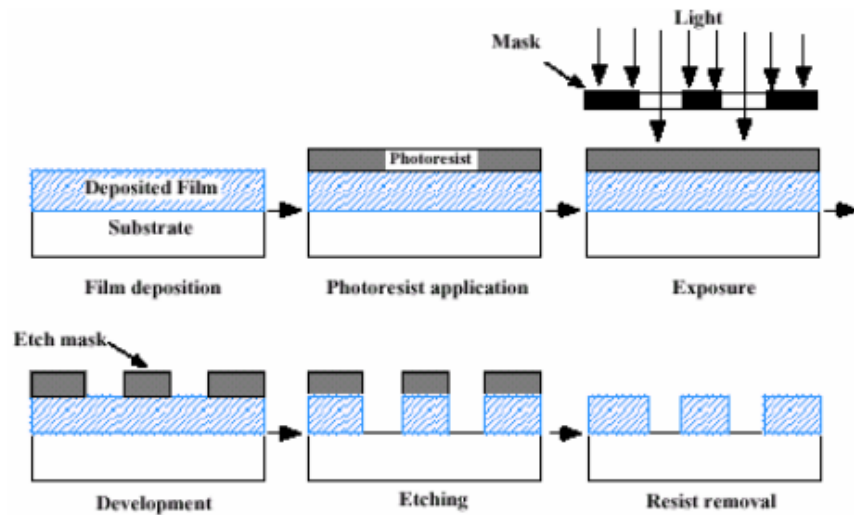 Light
Mask
Photoresist
Deposited Film
Substrate
Film deposition
Photoresist application
Exposure
Etch mask
Development
Etching
Resist removal